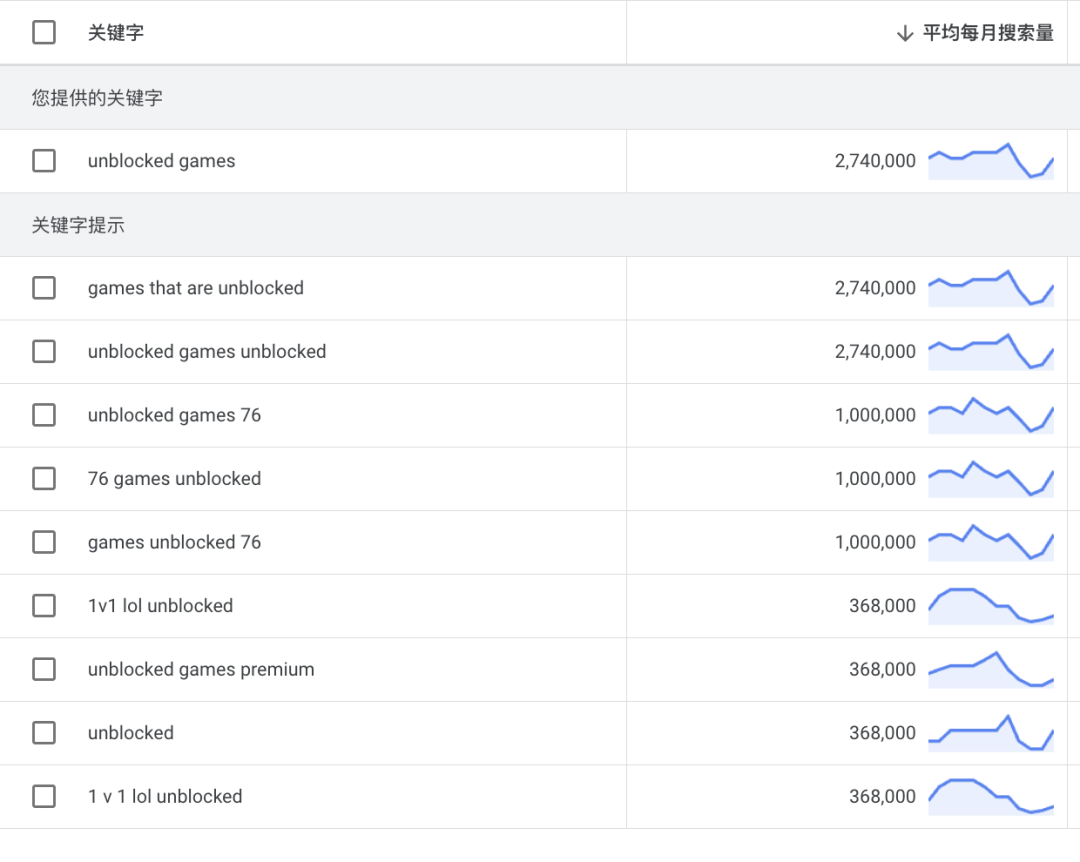 关键字 平均每月搜索量
您提供的关键字
unblocked games 2,740,000
关键字提示
games that are unblocked 2,740,000
unblocked games unblocked 2,740,000
unblocked games 76 1,000,000
76 games unblocked 1,000,000
games unblocked 76 1,000,000
1v1 lol unblocked 368,000
unblocked games premium 368,000
unblocked 368,000
1 v 1 lol unblocked 368,000